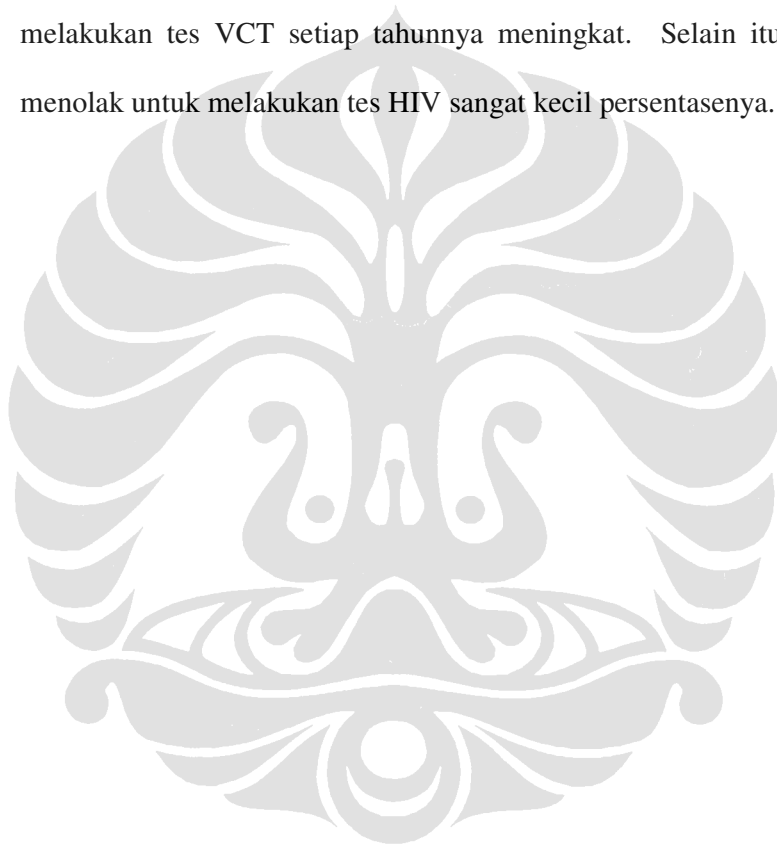 melakukan tes VCT setiap tahunnya meningkat. Selain itu
menolak untuk melakukan tes HIV sangat kecil persentasenya.